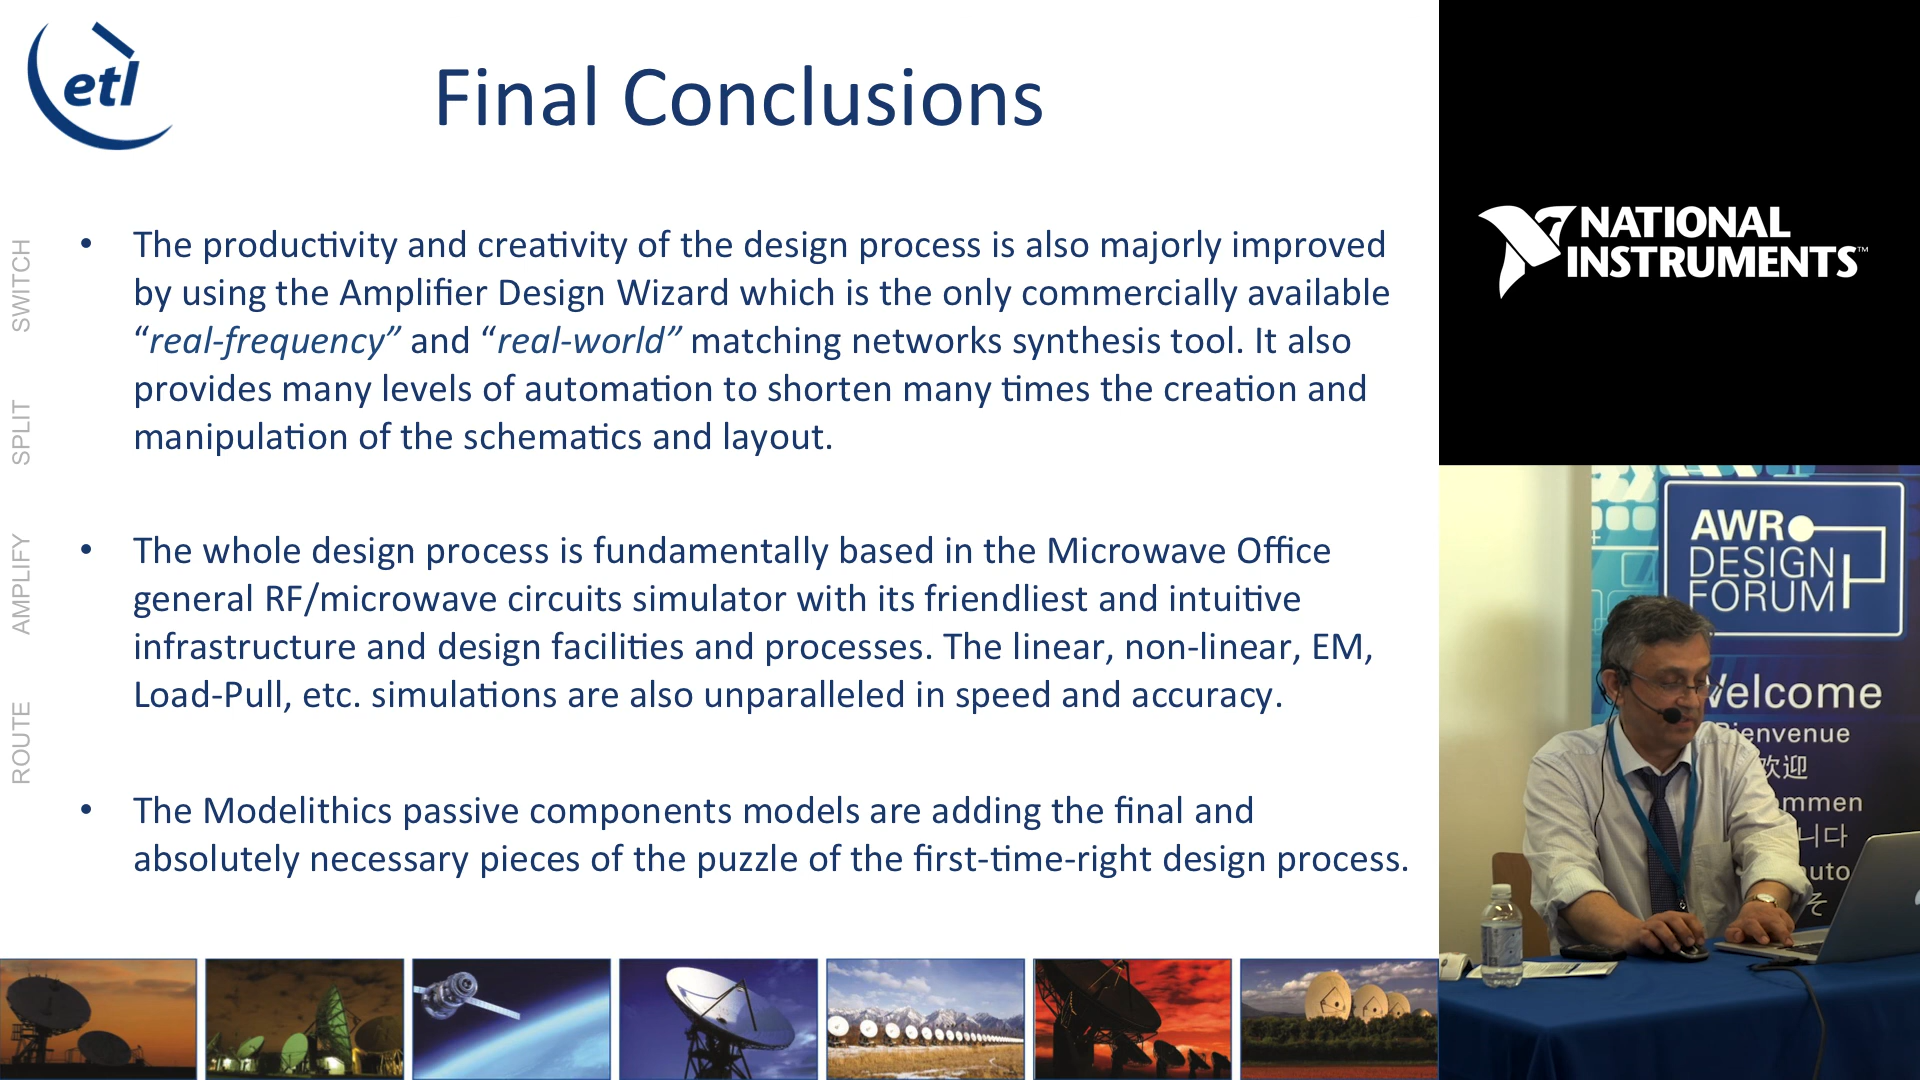 etl
Final Conclusions
SWITCH
SPLIT
AMPLIFY
ROUTE
• The productivity and creativity of the design process is also majorly improved
by using the Amplifier Design Wizard which is the only commercially available
“real-frequency” and “real-world” matching networks synthesis tool. It also
provides many levels of automation to shorten many times the creation and
manipulation of the schematics and layout.
• The whole design process is fundamentally based in the Microwave Office
general RF/microwave circuits simulator with its friendliest and intuitive
infrastructure and design facilities and processes. The linear, non-linear, EM,
Load-Pull, etc. simulations are also unparalleled in speed and accuracy.
• The Modelithics passive components models are adding the final and
absolutely necessary pieces of the puzzle of the first-time-right design process.
NATIONAL
INSTRUMENTS™
AWR
DESIGN
FORUM
Welcome
Bienvenue
欢迎